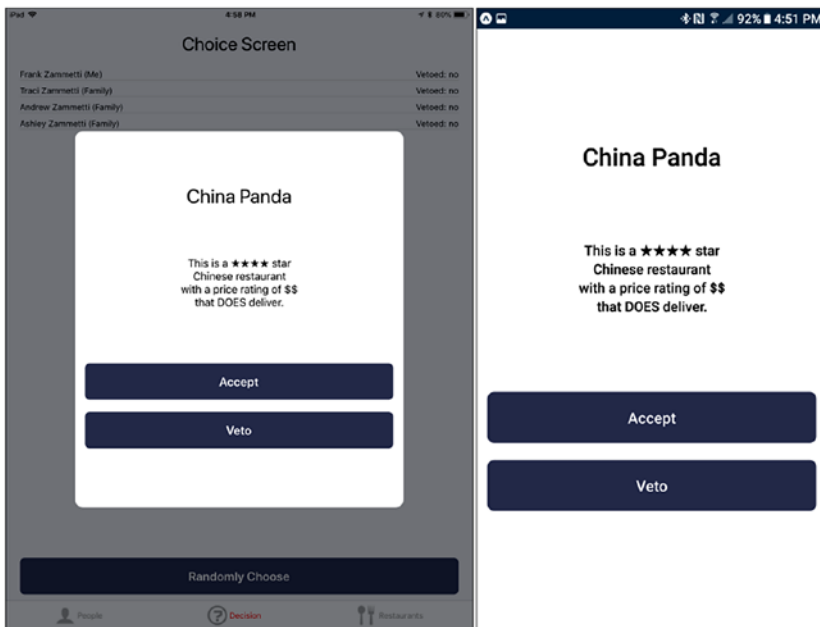 iPad 4:58 PM 60%
Choice Screen
Frank Zammetti (Me) Vetoed: no
Traci Zammetti (Family) Vetoed: no
Andrew Zammetti (Family) Vetoed: no
Ashley Zammetti (Family) Vetoed: no
China Panda
This is a ★★★★ star
Chinese restaurant
with a price rating of $$
that DOES deliver.
Accept
Veto
Randomly Choose
People Decision Restaurants
92% 4:51 PM
China Panda
This is a ★★★★ star
Chinese restaurant
with a price rating of $$
that DOES deliver.
Accept
Veto